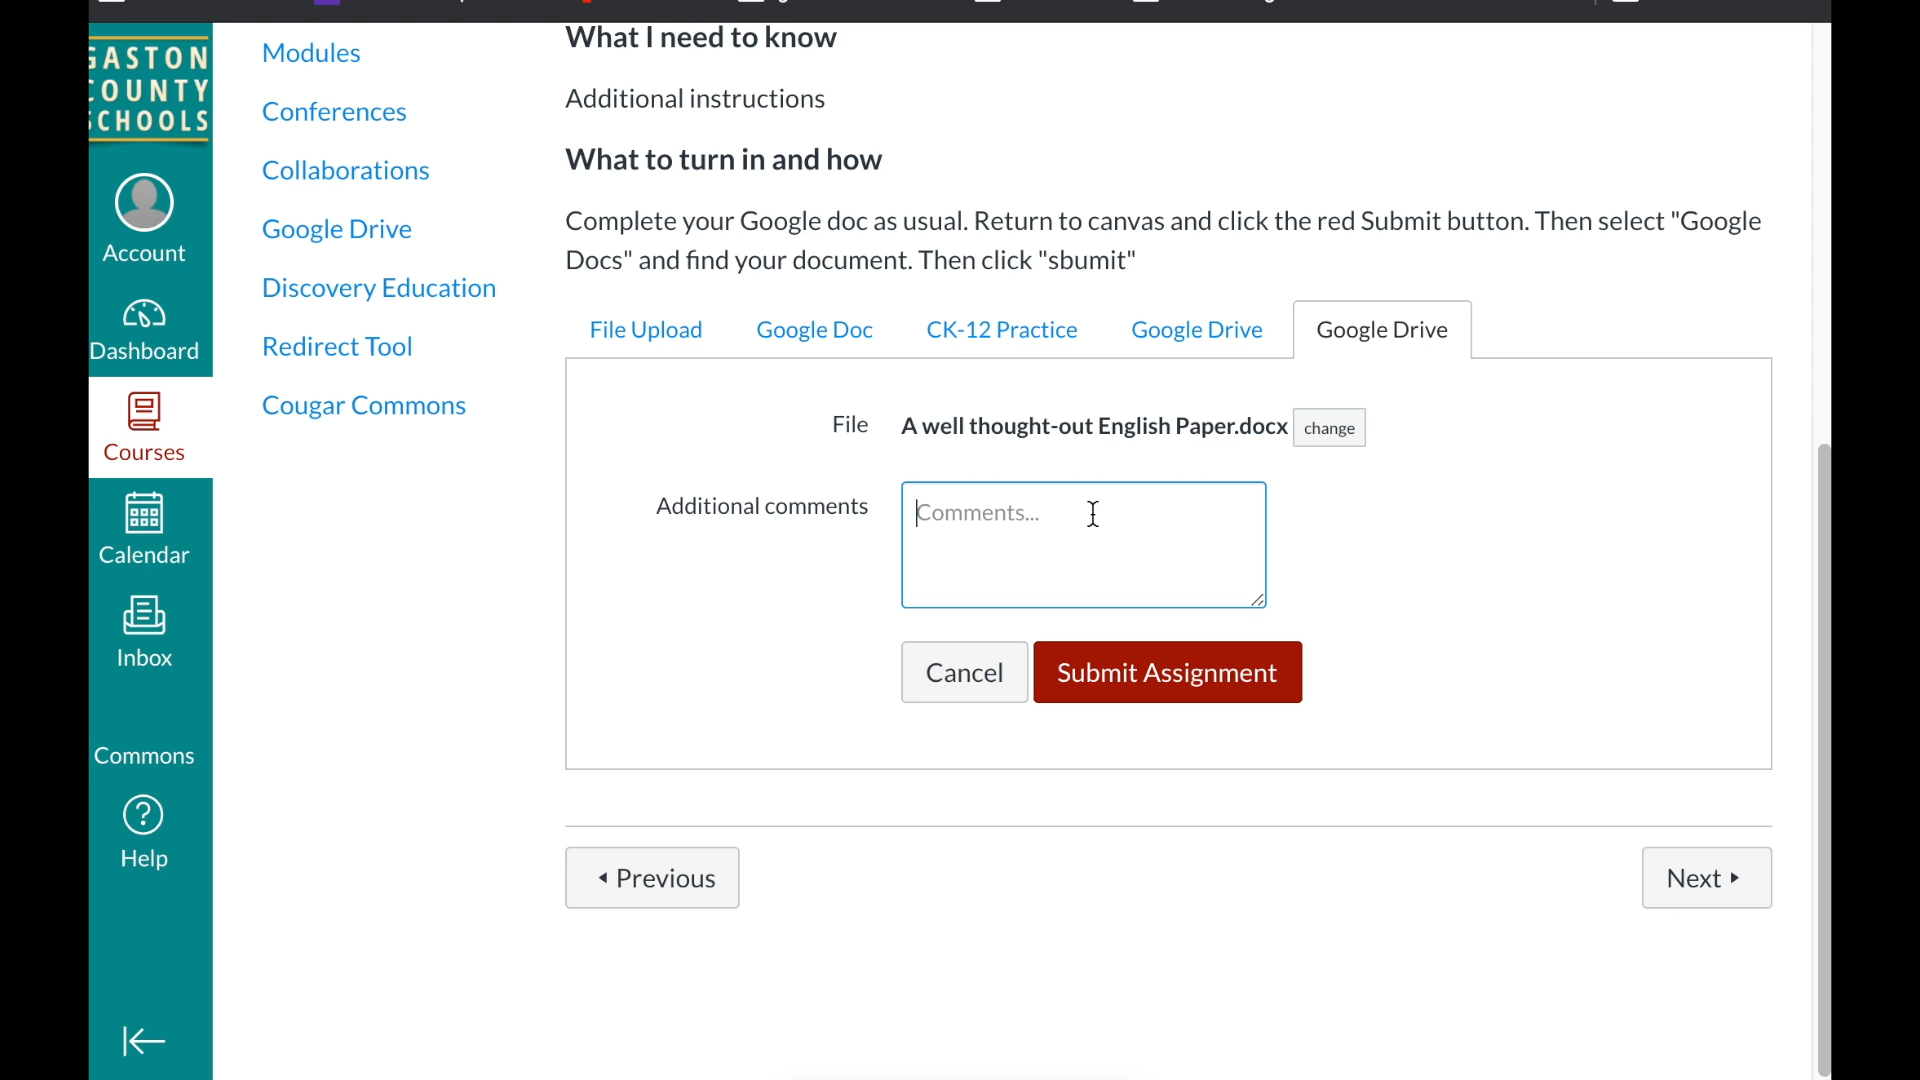 GASTON
COUNTY
SCHOOLS
Account
Dashboard
Courses
Calendar
Inbox
Commons
Help
Modules
Conferences
Collaborations
Google Drive
Discovery Education
Redirect Tool
Cougar Commons
What I need to know
Additional instructions
What to turn in and how
Complete your Google doc as usual. Return to canvas and click the red Submit button. Then select "Google
Docs" and find your document. Then click "sbumit"
File Upload Google Doc CK-12 Practice Google Drive Google Drive
File A well thought-out English Paper.docx change
Additional comments Comments...
Cancel Submit Assignment
Previous Next